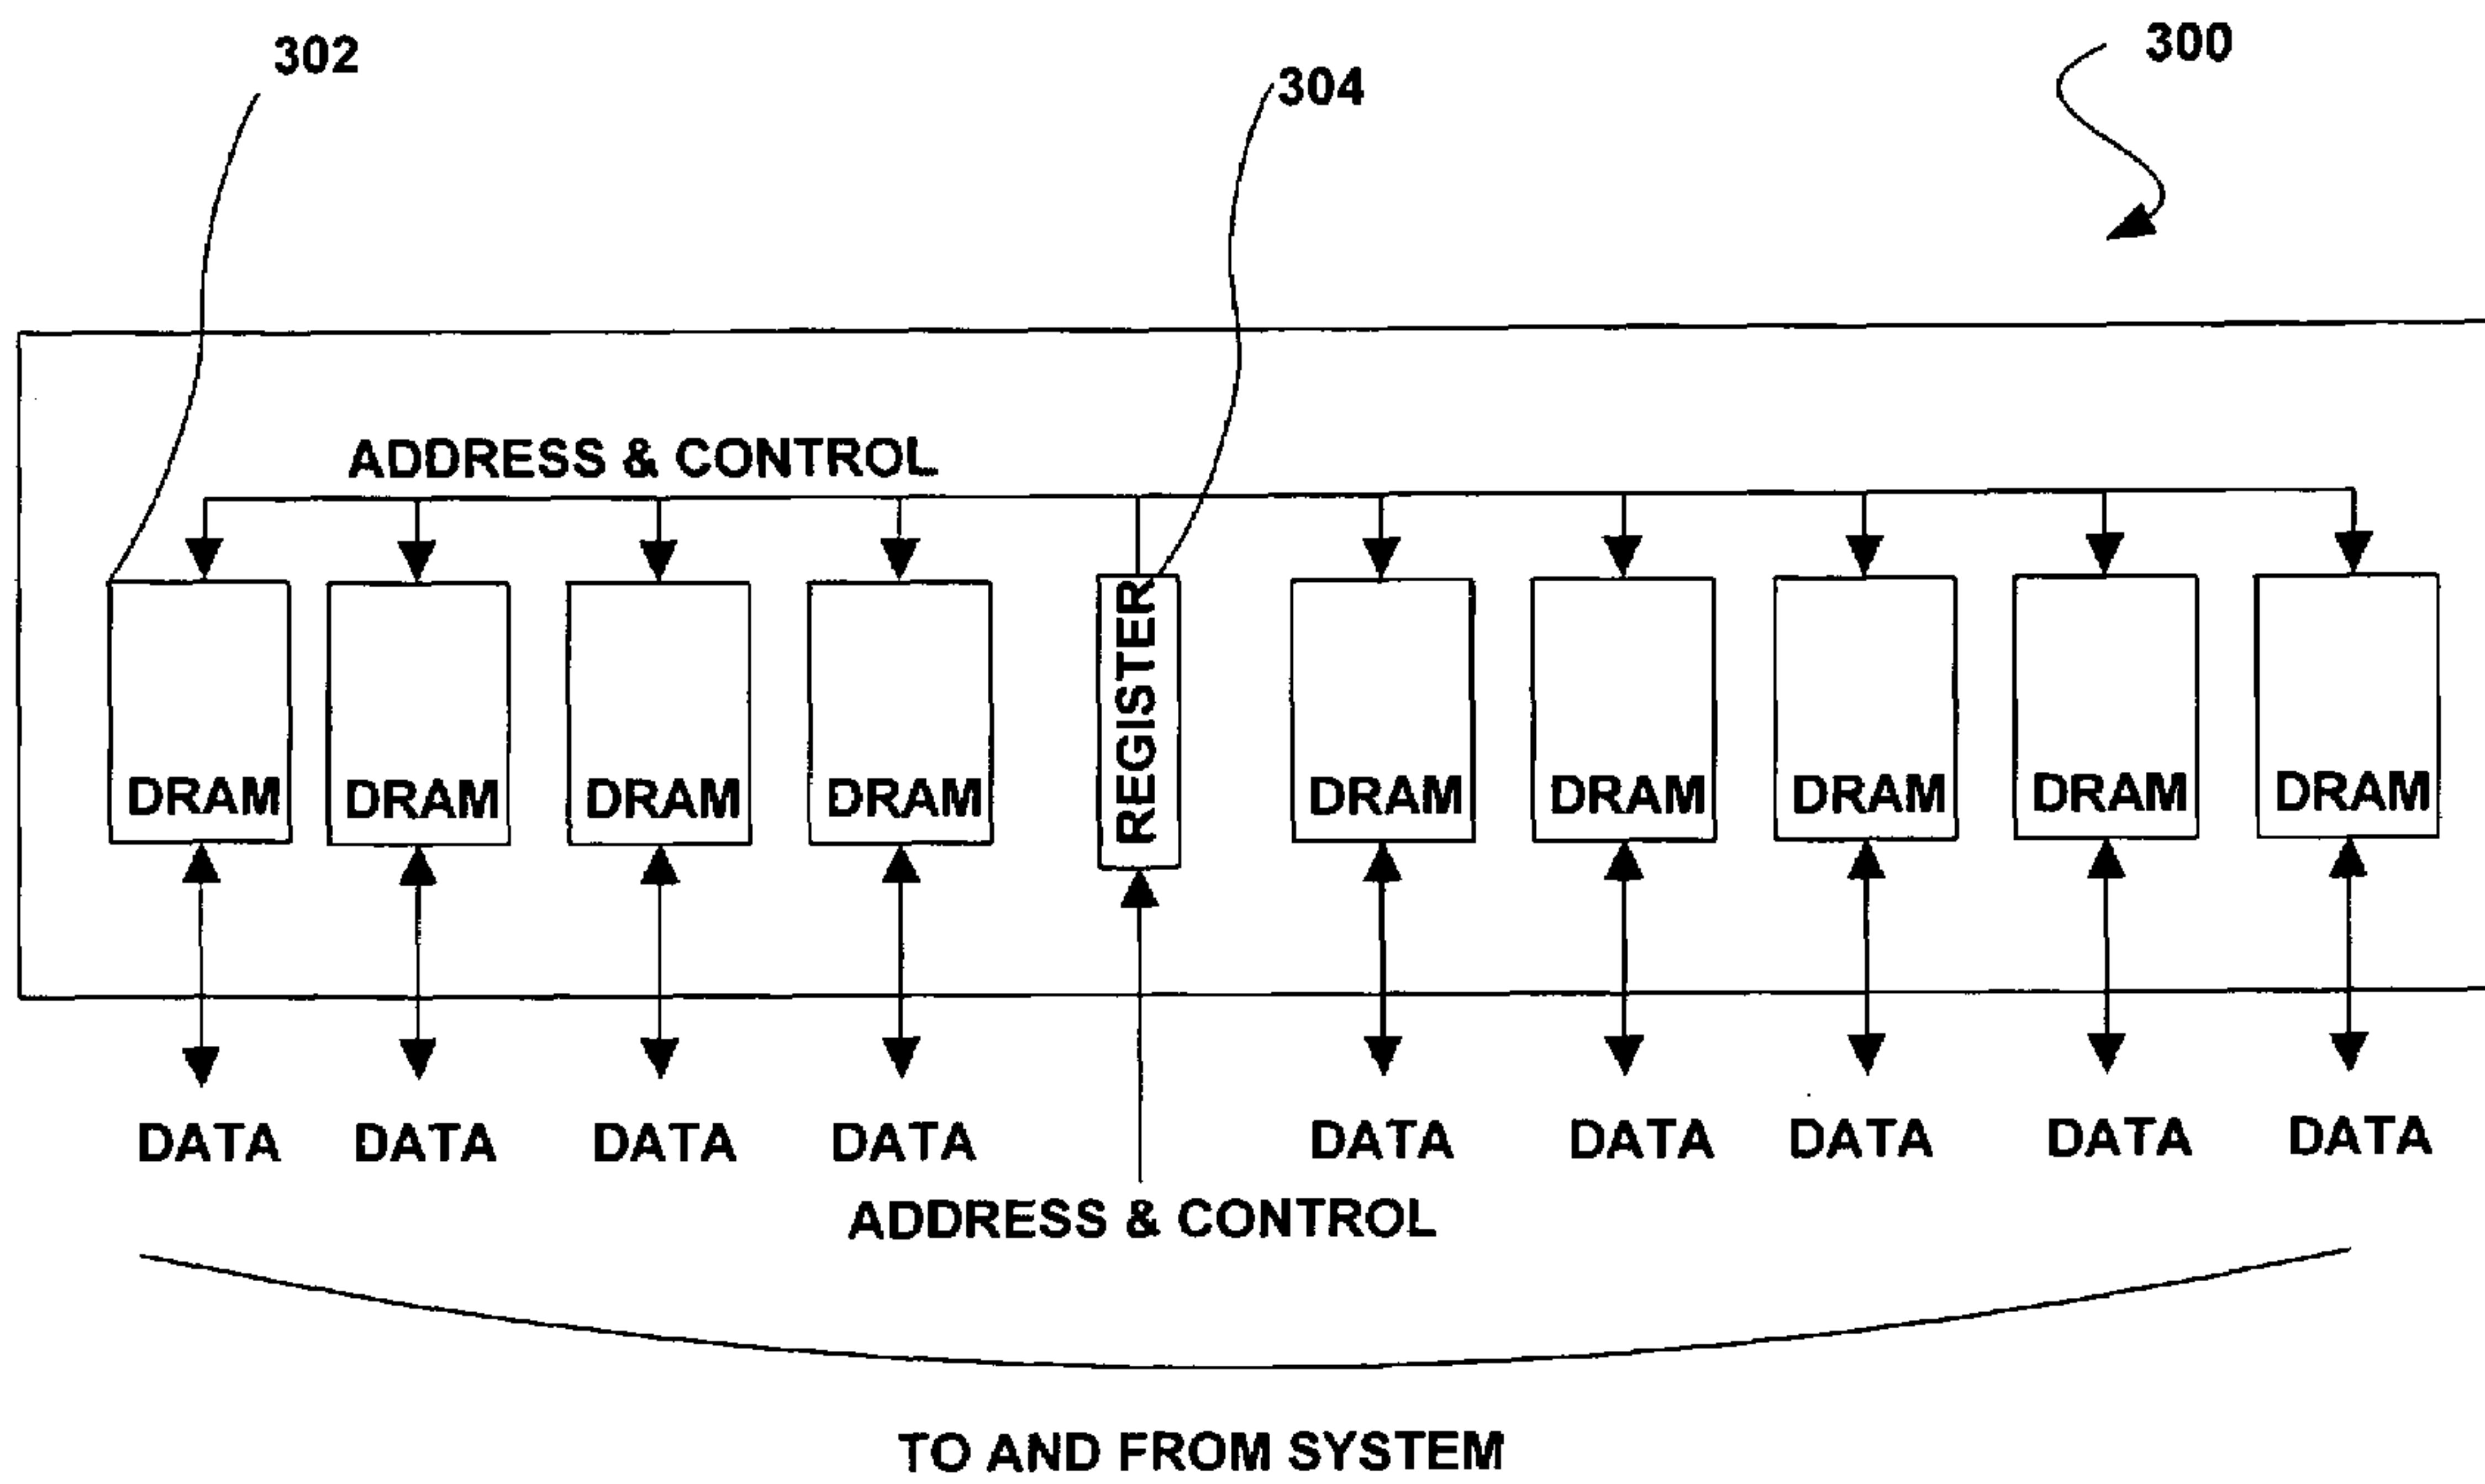 302
304
300
ADDRESS & CONTROL
DRAM DRAM DRAM DRAM REGISTER DRAM DRAM DRAM DRAM DRAM
DATA DATA DATA DATA DATA DATA DATA DATA DATA
ADDRESS & CONTROL
TO AND FROM SYSTEM